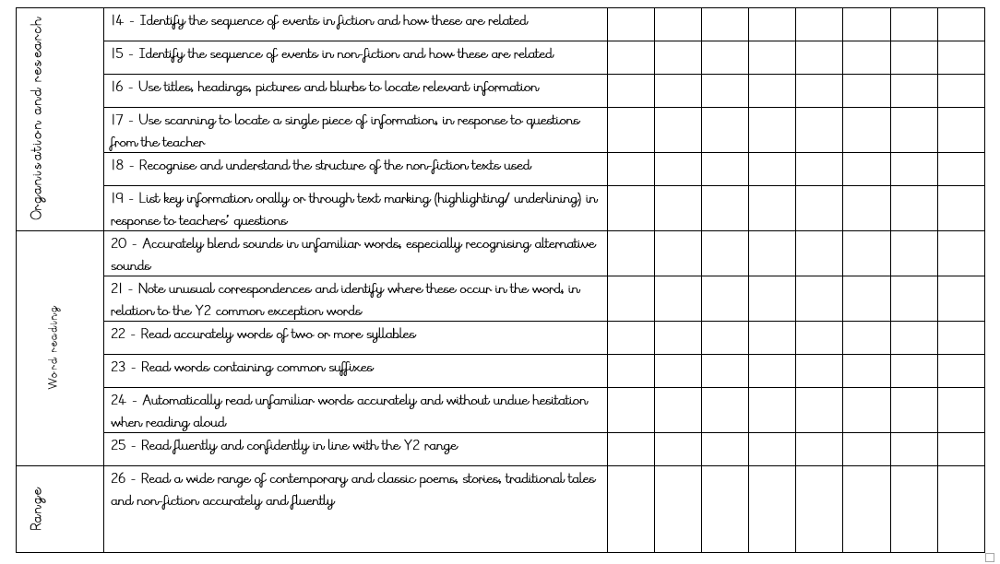 Organisation and research
14 - Identify the sequence of events in fiction and how these are related
15 - Identify the sequence of events in non-fiction and how these are related
16 - Use titles, headings, pictures and blurbs to locate relevant information
17 - Use scanning to locate a single piece of information, in response to questions
from the teacher
18 - Recognise and understand the structure of the non-fiction texts used
19 - List key information orally or through text marking (highlighting/ underlining) in
response to teachers' questions
Word reading
20 - Accurately blend sounds in unfamiliar words, especially recognising alternative
sounds
21 - Note unusual correspondences and identify where these occur in the word, in
relation to the Y2 common exception words
22 - Read accurately words of two or more syllables
23 - Read words containing common suffixes
24 - Automatically read unfamiliar words accurately and without undue hesitation
when reading aloud
25 - Read fluently and confidently in line with the Y2 range
Range
26 - Read a wide range of contemporary and classic poems, stories, traditional tales
and non-fiction accurately and fluently